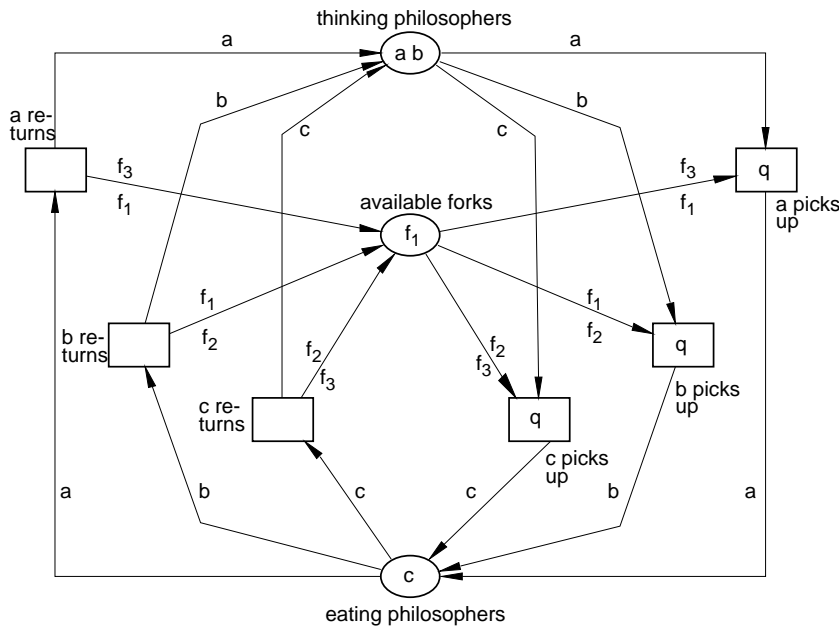 thinking philosophers
a
a b
a
b
b
a re-
turns
c
c
f3
f3
q
available forks
f1
f1
a picks
up
f1
f1
f1
b re-
turns
f2
f2
q
f2
f2
f3
f3
b picks
up
c re-
turns
q
c picks
up
a
b
c
c
b
a
c
eating philosophers